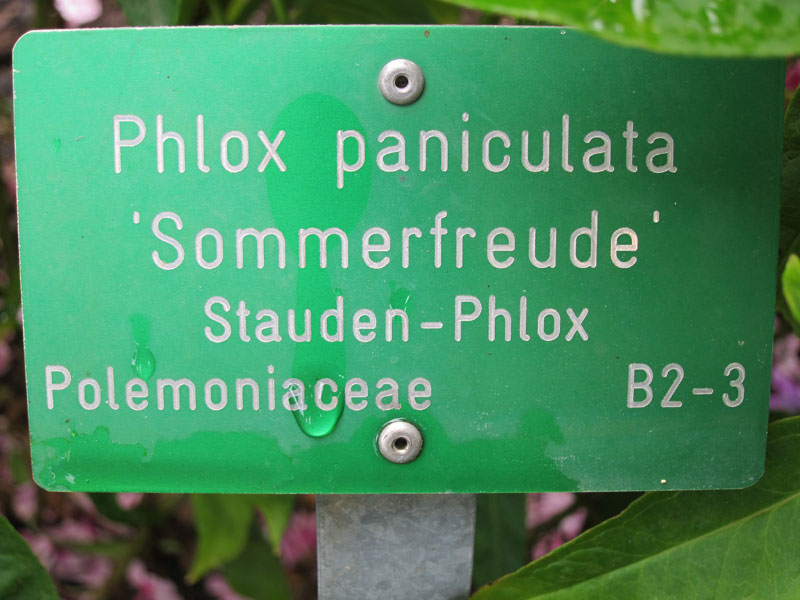 Phlox paniculata
'Sommerfreude'
Stauden-Phlox
Polemoniaceae B2-3